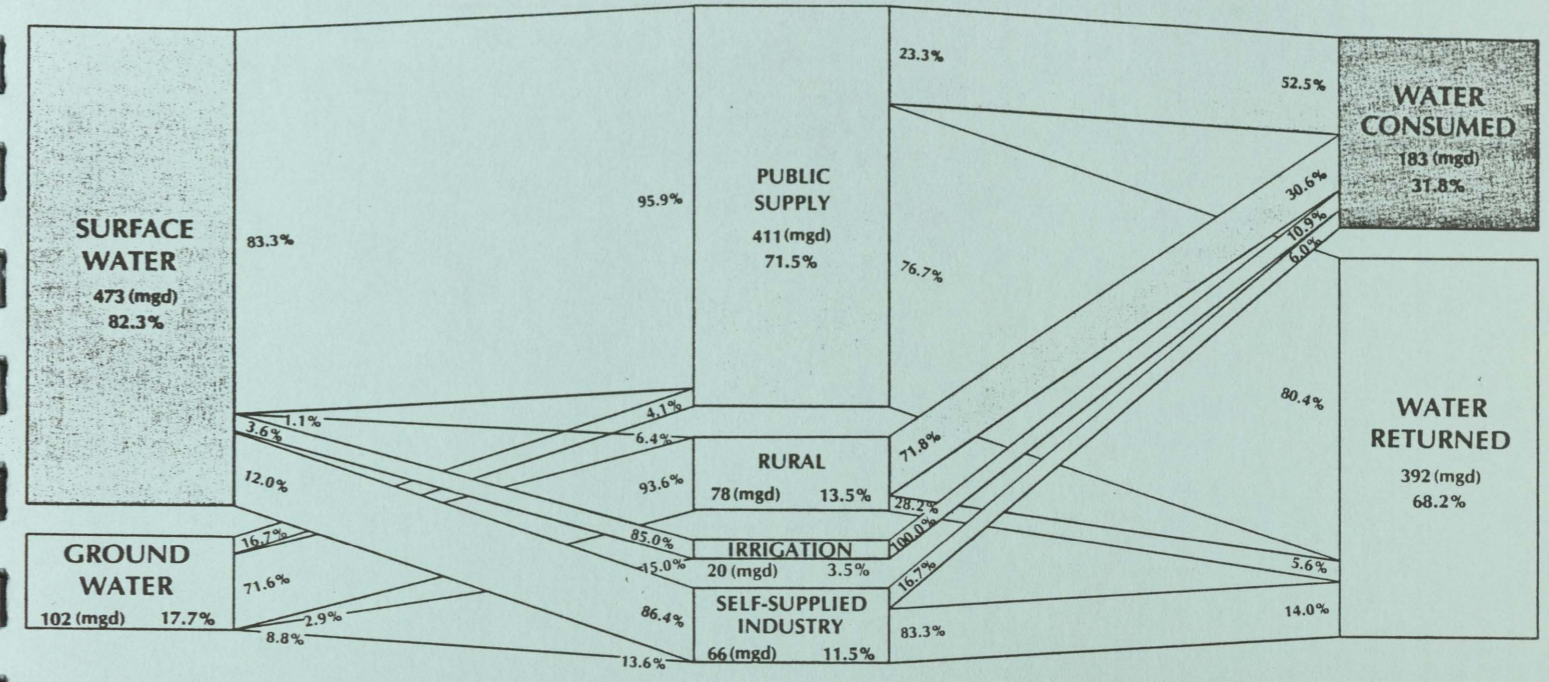 SURFACE
WATER
473 (mgd)
82.3%
83.3%
1.1%
3.6%
12.0%
GROUND
WATER
102 (mgd) 17.7%
16.7%
71.6%
2.9%
8.8%
95.9%
4.1%
6.4%
93.6%
85.0%
15.0%
86.4%
13.6%
PUBLIC
SUPPLY
411 (mgd)
71.5%
RURAL
78 (mgd) 13.5%
IRRIGATION
20 (mgd) 3.5%
SELF-SUPPLIED
INDUSTRY
66 (mgd) 11.5%
23.3%
76.7%
71.8%
28.2%
100.0%
16.7%
83.3%
52.5%
30.6%
10.9%
6.0%
80.4%
5.6%
14.0%
WATER
CONSUMED
183 (mgd)
31.8%
WATER
RETURNED
392 (mgd)
68.2%